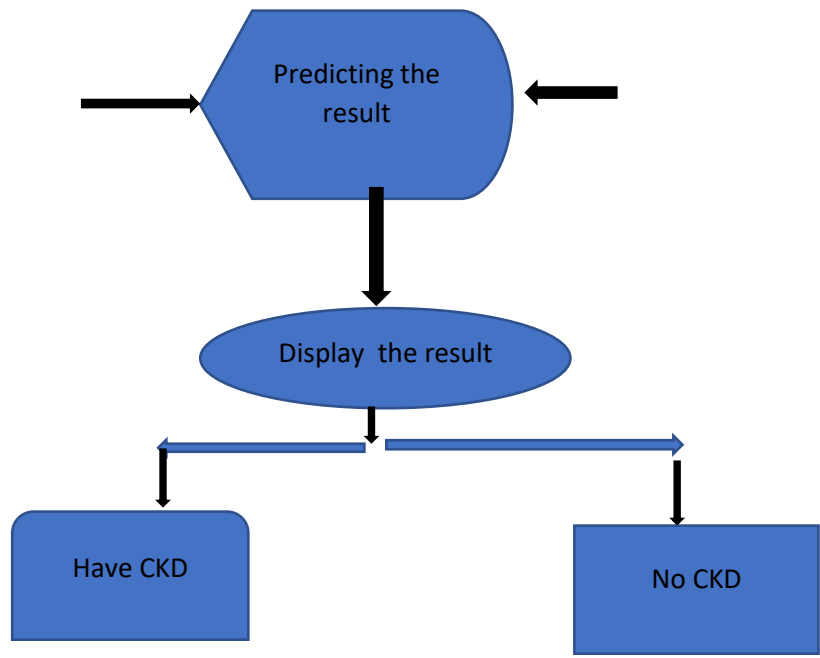 Predicting the
result
Display  the result
Have CKD
No CKD